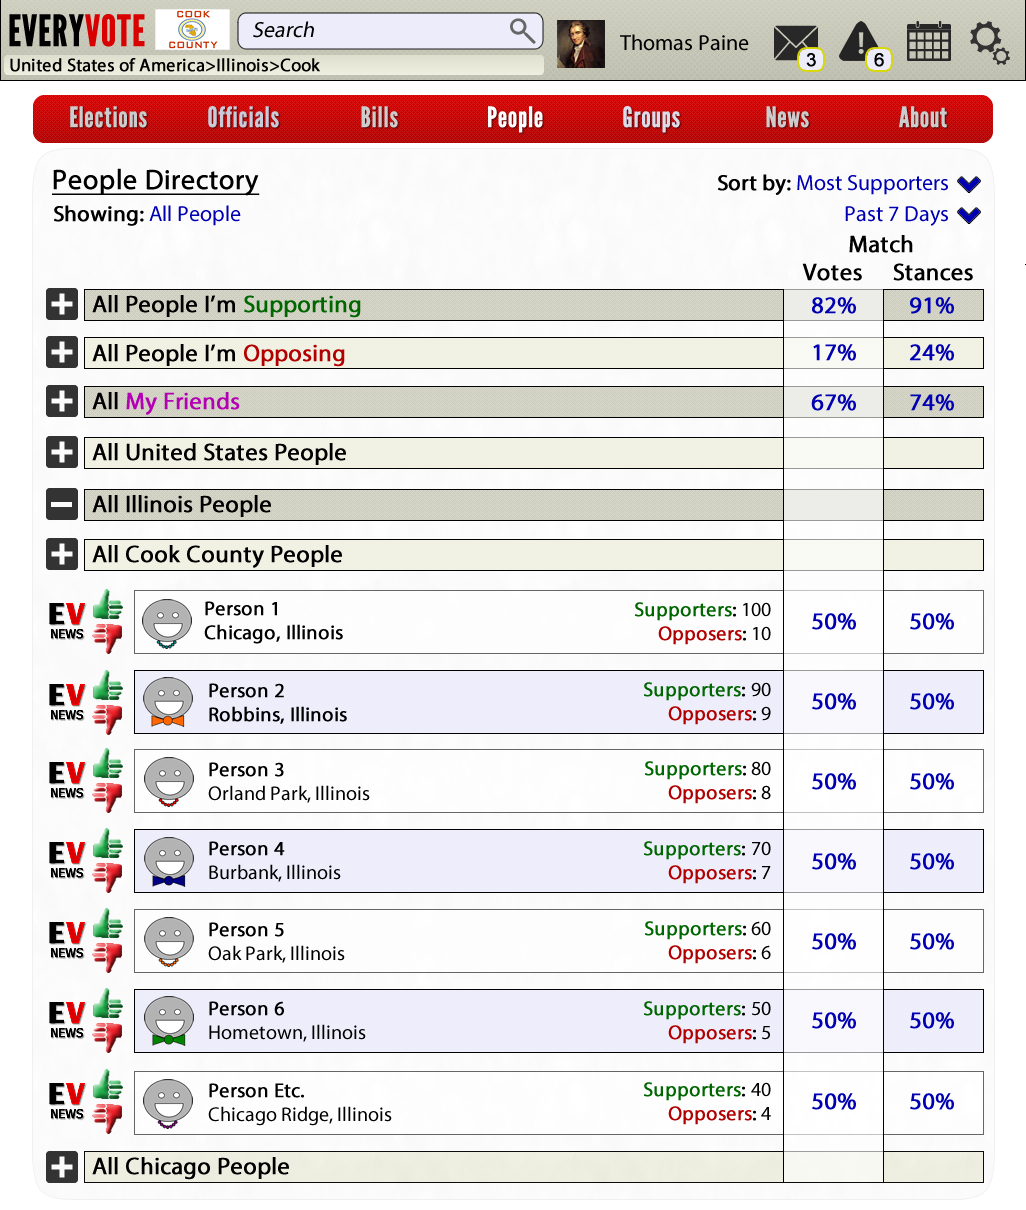 EVERYVOTE
COOK
COUNTY
Search
Thomas Paine
3
6
United States of America>Illinois>Cook
Elections Officials Bills People Groups News About
People Directory
Sort by: Most Supporters
Showing: All People
Past 7 Days
Match
Votes Stances
All People I'm Supporting 82% 91%
All People I'm Opposing 17% 24%
All My Friends 67% 74%
All United States People
All Illinois People
All Cook County People
EV NEWS
Person 1
Chicago, Illinois
Supporters: 100
Opposers: 10
50% 50%
EV NEWS
Person 2
Robbins, Illinois
Supporters: 90
Opposers: 9
50% 50%
EV NEWS
Person 3
Orland Park, Illinois
Supporters: 80
Opposers: 8
50% 50%
EV NEWS
Person 4
Burbank, Illinois
Supporters: 70
Opposers: 7
50% 50%
EV NEWS
Person 5
Oak Park, Illinois
Supporters: 60
Opposers: 6
50% 50%
EV NEWS
Person 6
Hometown, Illinois
Supporters: 50
Opposers: 5
50% 50%
EV NEWS
Person Etc.
Chicago Ridge, Illinois
Supporters: 40
Opposers: 4
50% 50%
All Chicago People